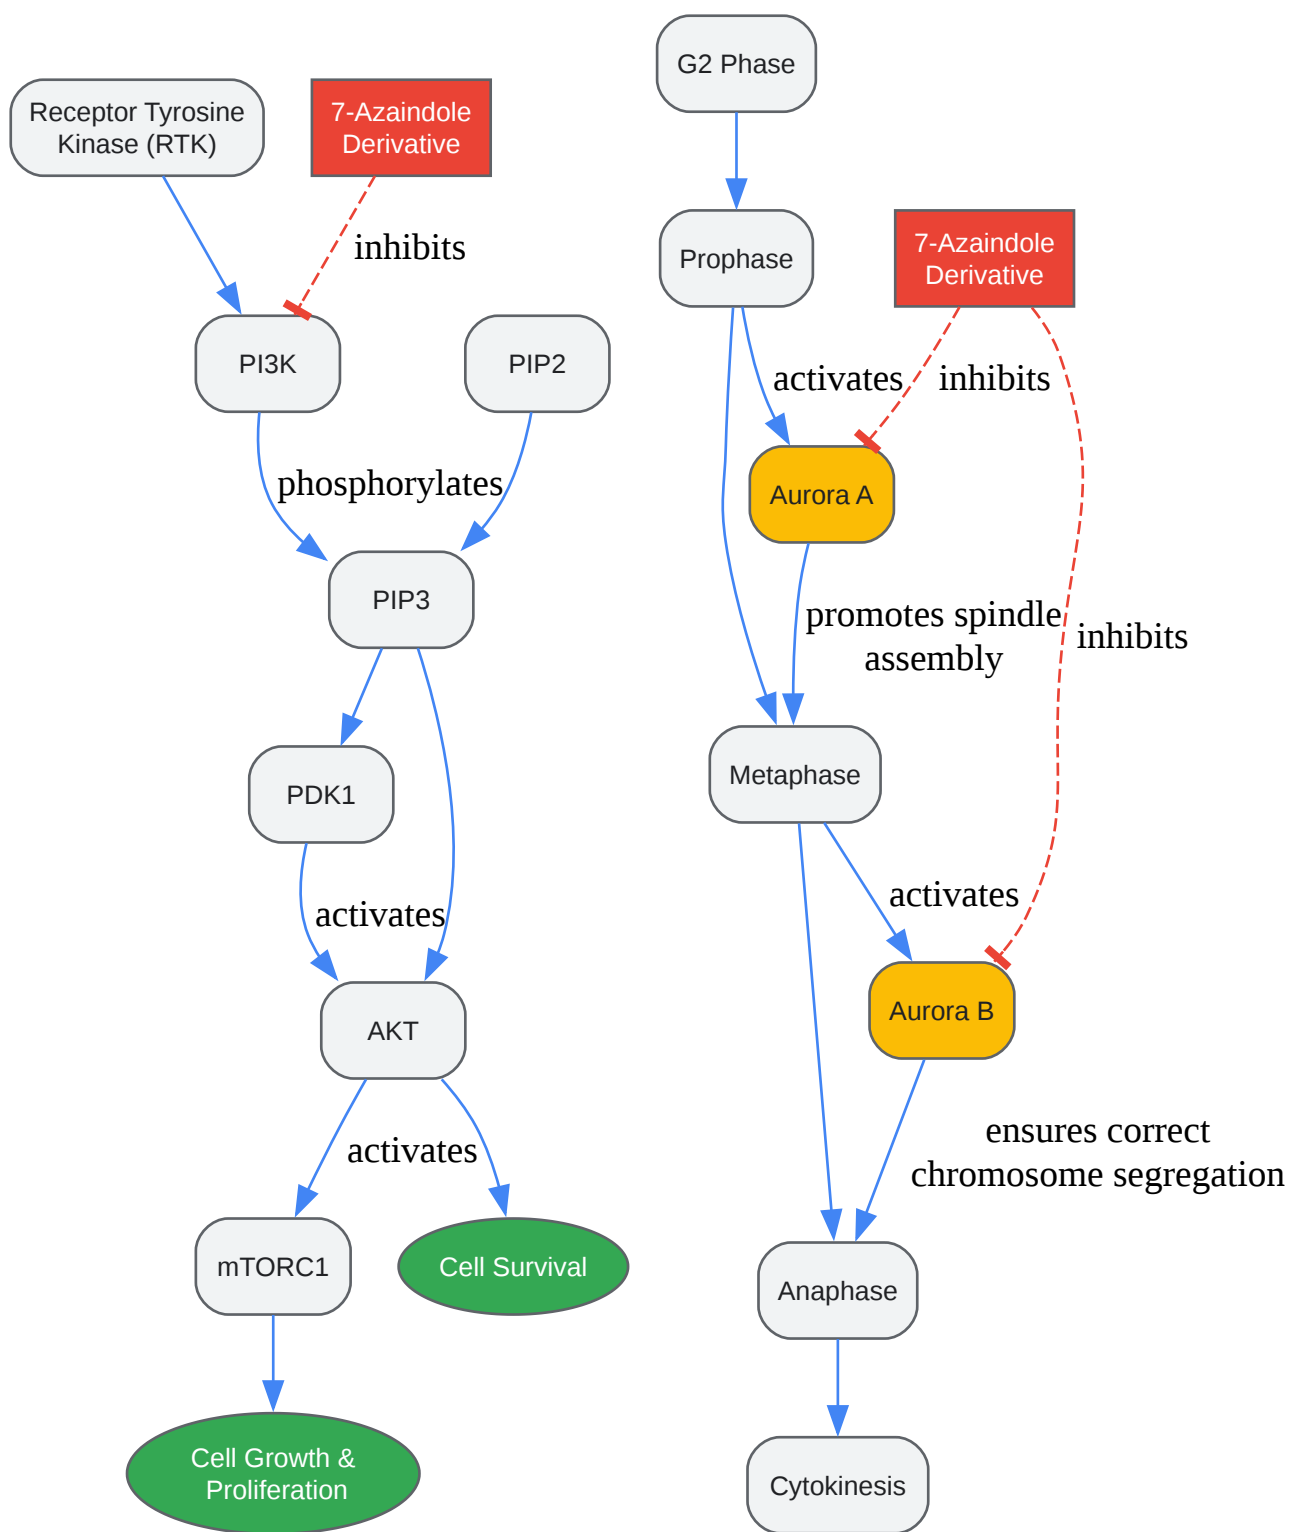 Receptor Tyrosine
Kinase (RTK)
7-Azaindole
Derivative
inhibits
PI3K
PIP2
phosphorylates
PIP3
PDK1
activates
AKT
activates
mTORC1
Cell Survival
Cell Growth &
Proliferation
G2 Phase
Prophase
7-Azaindole
Derivative
activates
inhibits
Aurora A
promotes spindle
assembly
inhibits
Metaphase
activates
Aurora B
ensures correct
chromosome segregation
Anaphase
Cytokinesis